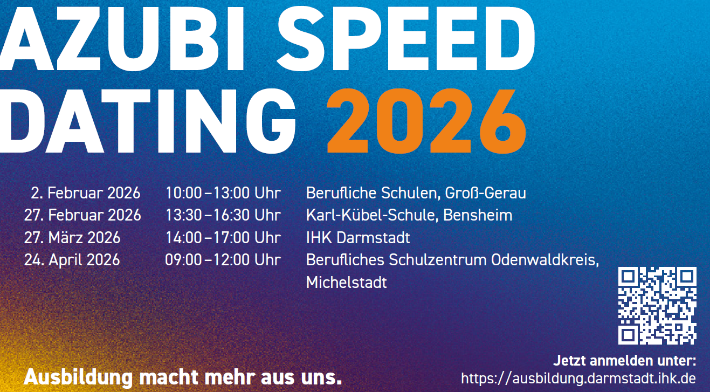 AZUBI SPEED
DATING 2026
2. Februar 2026 10:00–13:00 Uhr Berufliche Schulen, Groß-Gerau
27. Februar 2026 13:30–16:30 Uhr Karl-Kübel-Schule, Bensheim
27. März 2026 14:00–17:00 Uhr IHK Darmstadt
24. April 2026 09:00–12:00 Uhr Berufliches Schulzentrum Odenwaldkreis,
Michelstadt
Jetzt anmelden unter:
Ausbildung macht mehr aus uns. https://ausbildung.darmstadt.ihk.de